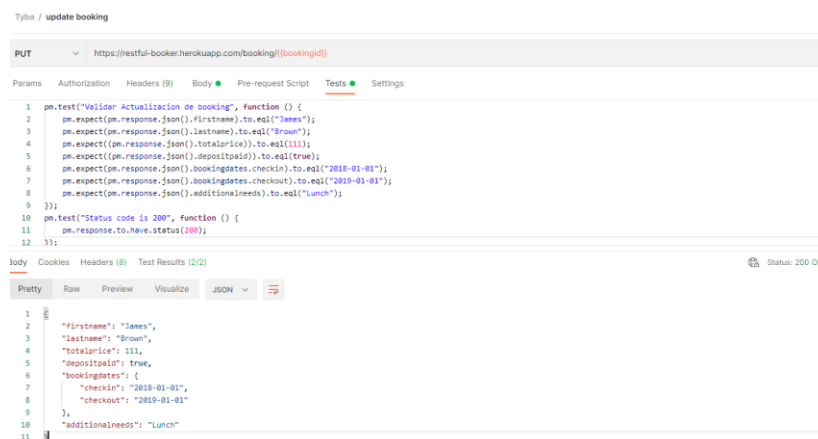 Tyba / update booking
PUT https://restful-booker.herokuapp.com/booking/{{bookingid}}
Params Authorization Headers (9) Body Pre-request Script Tests Settings
1 pm.test("Validar Actualizacion de booking", function () {
2 pm.expect(pm.response.json().firstname).to.eql("James");
3 pm.expect(pm.response.json().lastname).to.eql("Brown");
4 pm.expect((pm.response.json().totalprice)).to.eql(111);
5 pm.expect((pm.response.json().depositpaid)).to.eql(true);
6 pm.expect(pm.response.json().bookingdates.checkin).to.eql("2018-01-01");
7 pm.expect(pm.response.json().bookingdates.checkout).to.eql("2019-01-01");
8 pm.expect(pm.response.json().additionalneeds).to.eql("Lunch");
9 });
10 pm.test("Status code is 200", function () {
11 pm.response.to.have.status(200);
12 });
Body Cookies Headers (8) Test Results (2/2) Status: 200 O
Pretty Raw Preview Visualize JSON
1 {
2 "firstname": "James",
3 "lastname": "Brown",
4 "totalprice": 111,
5 "depositpaid": true,
6 "bookingdates": {
7 "checkin": "2018-01-01",
8 "checkout": "2019-01-01"
9 },
10 "additionalneeds": "Lunch"
11 }